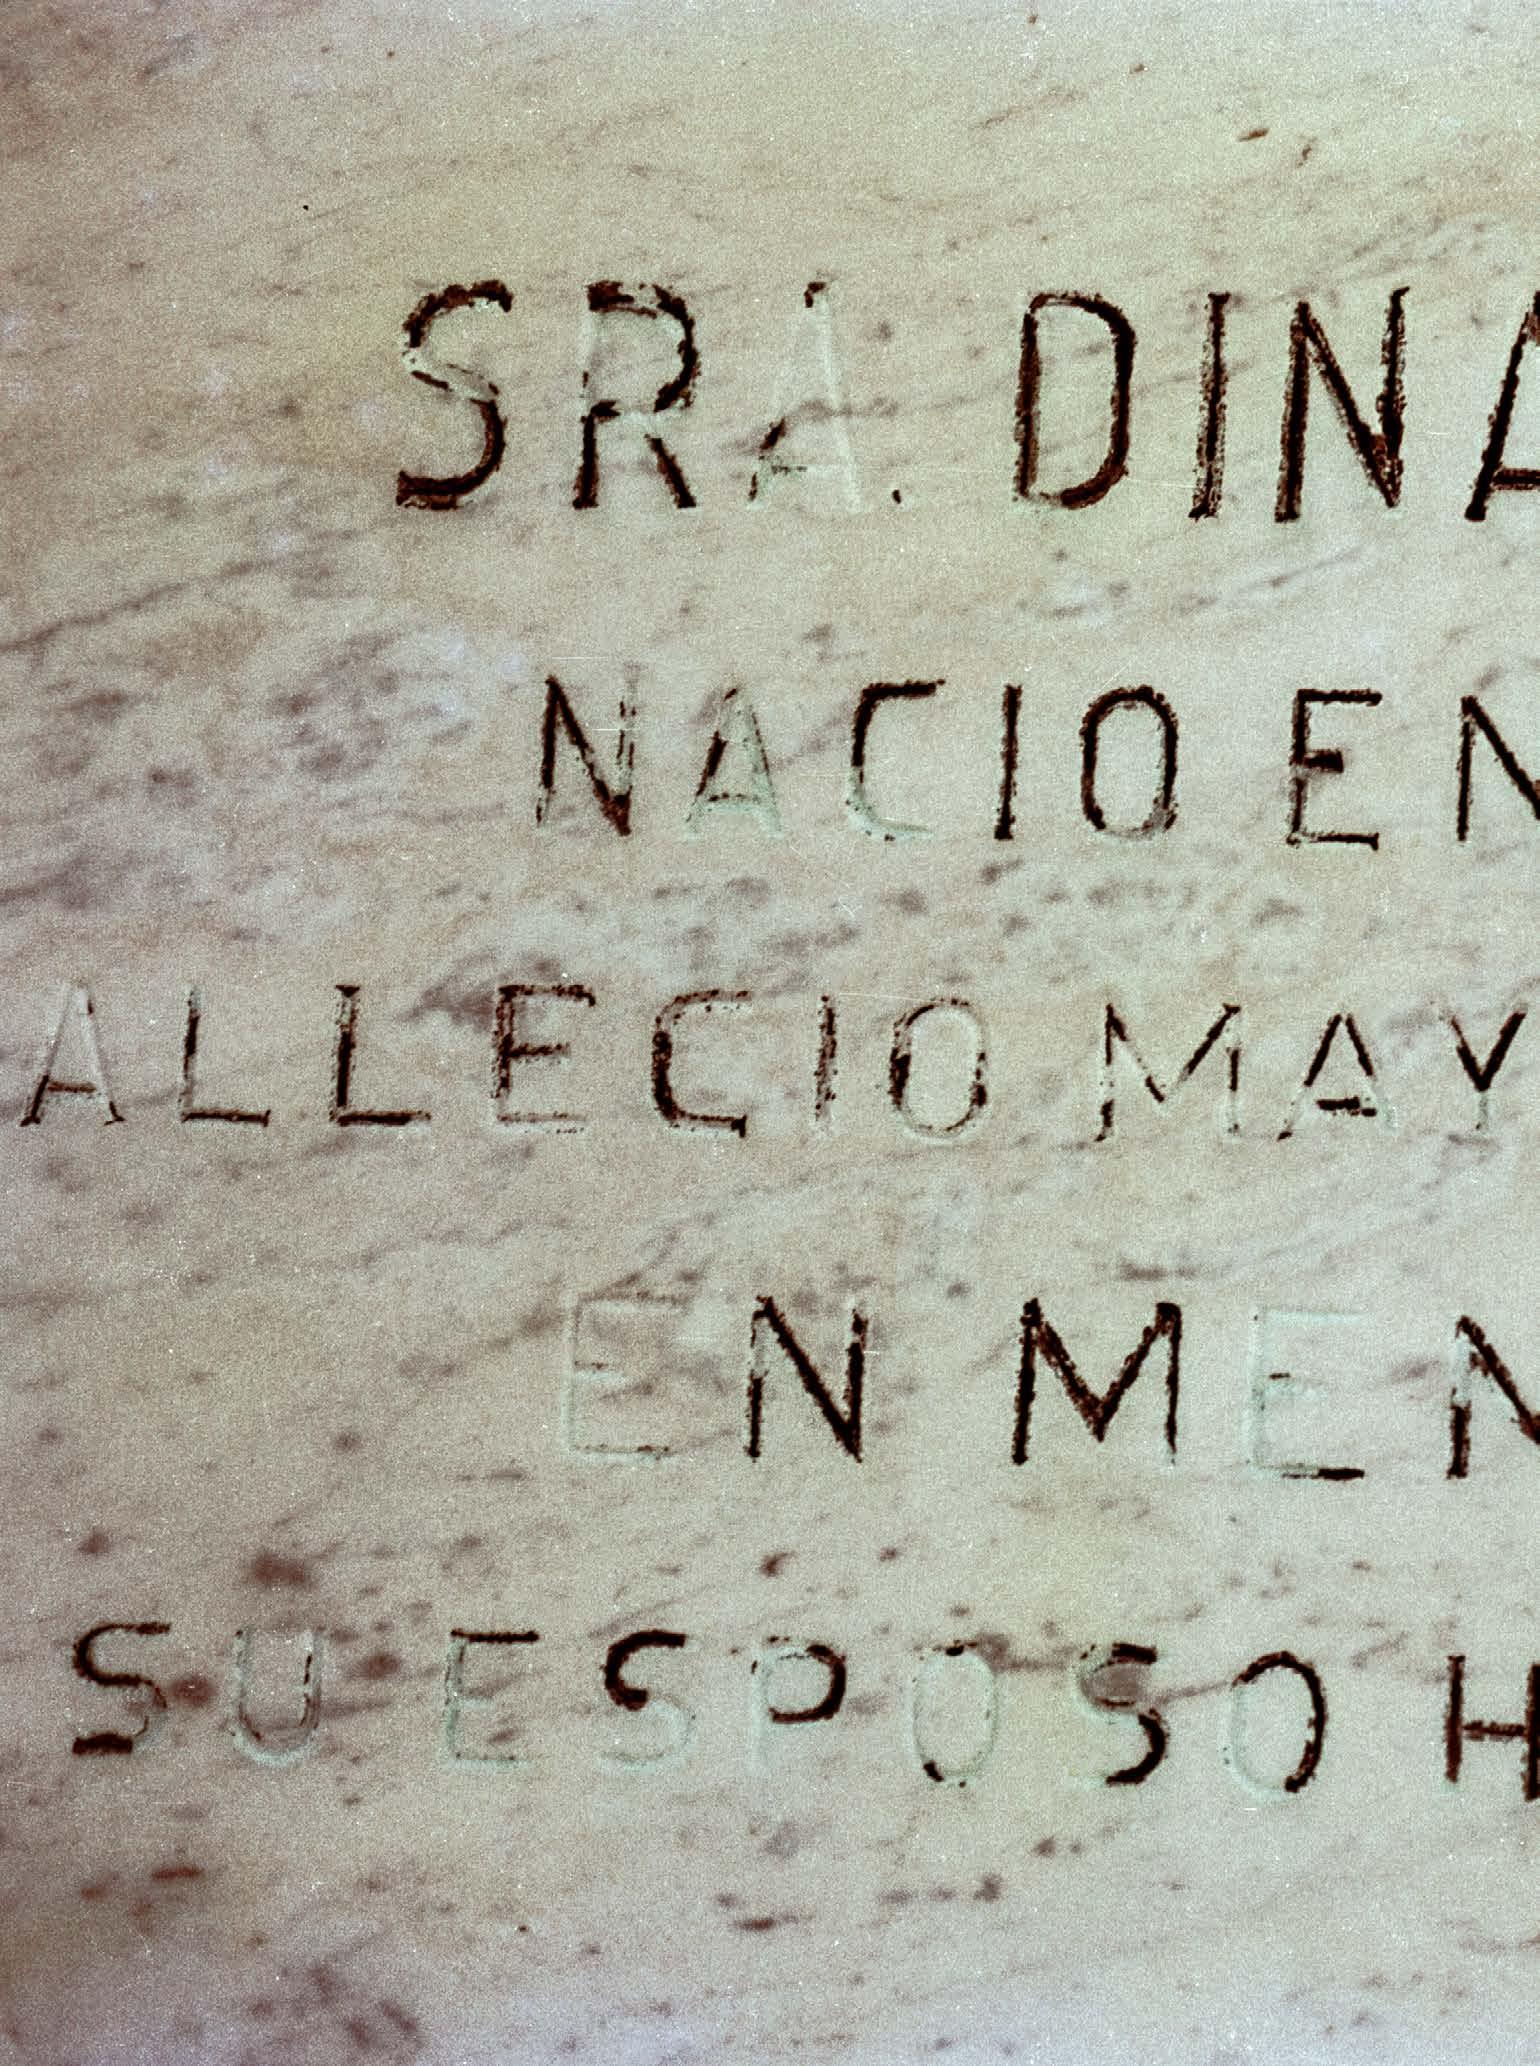 SRA. DINA
NACIO EN
ALLECIO MAY
EN MEN
SU ESPOSO H